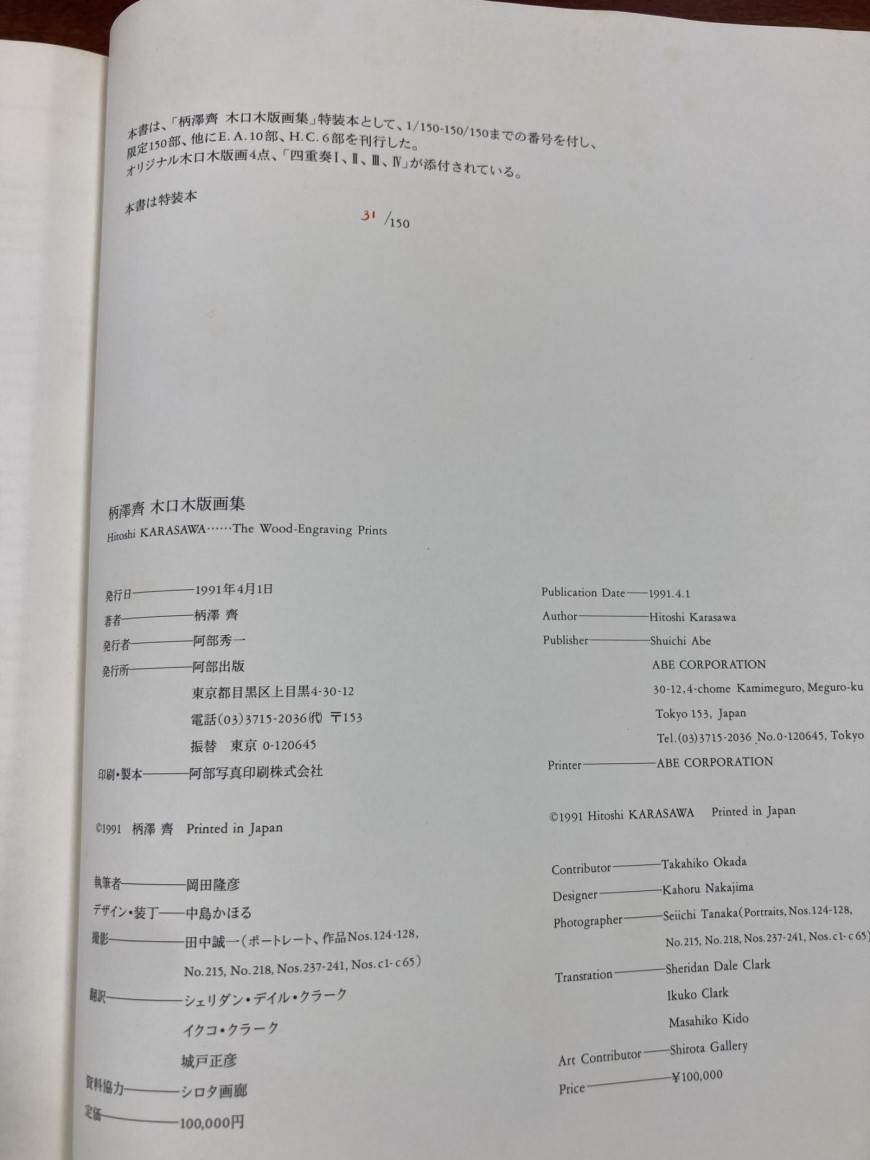 本書は、「柄澤齊 木口木版画集」特装本として、1/150-150/150までの番号を付し、
限定150部、他にE.A.10部、H.C.6部を刊行した。
オリジナル木口木版画4点、「四重奏Ⅰ、Ⅱ、Ⅲ、Ⅳ」が添付されている。
本書は特装本
31 /150
柄澤齊 木口木版画集
Hitoshi KARASAWA……The Wood-Engraving Prints
発行日―――1991年4月1日
著者―――柄澤 齊
発行者―――阿部秀一
発行所―――阿部出版
東京都目黒区上目黒4-30-12
電話(03)3715-2036㈹ 〒153
振替 東京 0-120645
印刷・製本―――阿部写真印刷株式会社
©1991 柄澤 齊 Printed in Japan
執筆者―――岡田隆彦
デザイン・装丁――中島かほる
撮影―――田中誠一(ポートレート、作品Nos.124-128,
No.215, No.218, Nos.237-241, Nos.c1-c65)
翻訳―――シェリダン・デイル・クラーク
イクコ・クラーク
城戸正彦
資料協力―――シロタ画廊
定価―――100,000円
Publication Date――1991.4.1
Author―――Hitoshi Karasawa
Publisher―――Shuichi Abe
ABE CORPORATION
30-12,4-chome Kamimeguro, Meguro-ku
Tokyo 153, Japan
Tel.(03)3715-2036 No.0-120645, Tokyo
Printer―――ABE CORPORATION
©1991 Hitoshi KARASAWA Printed in Japan
Contributor―――Takahiko Okada
Designer―――Kahoru Nakajima
Photographer―――Seiichi Tanaka(Portraits, Nos.124-128,
No.215, No.218, Nos.237-241, Nos.c1-c65)
Transration―――Sheridan Dale Clark
Ikuko Clark
Masahiko Kido
Art Contributor――Shirota Gallery
Price―――¥100,000